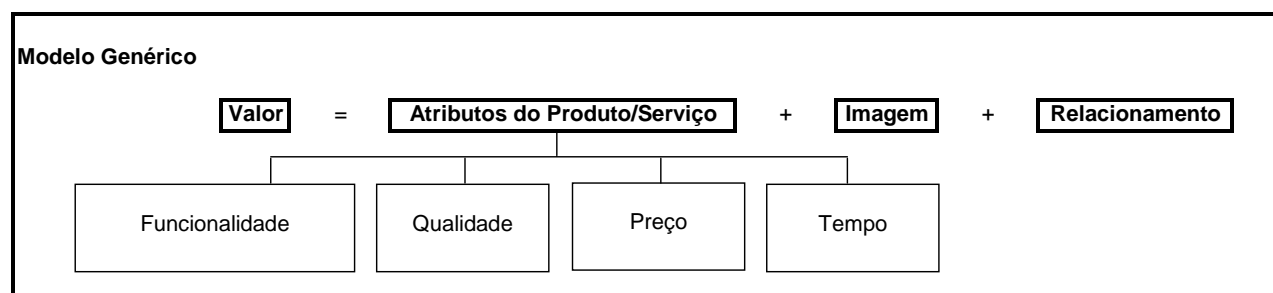 Modelo Genérico
Valor = Atributos do Produto/Serviço + Imagem + Relacionamento
Funcionalidade Qualidade Preço Tempo